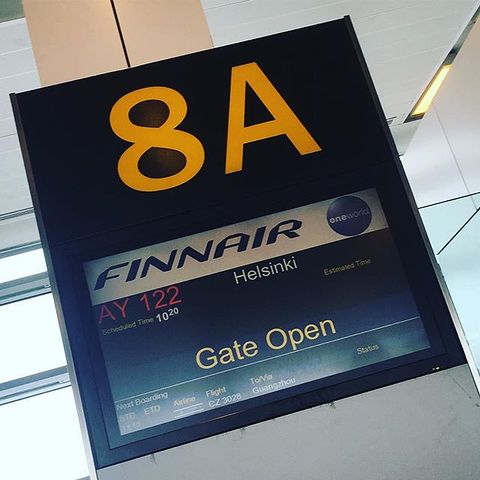 8A
FINNAIR oneworld
AY 122 Helsinki Estimated Time
Scheduled Time 10 20
Gate Open
Next Boarding Status
STD ETD Airline Flight To/Via
CZ 3028 Guangzhou